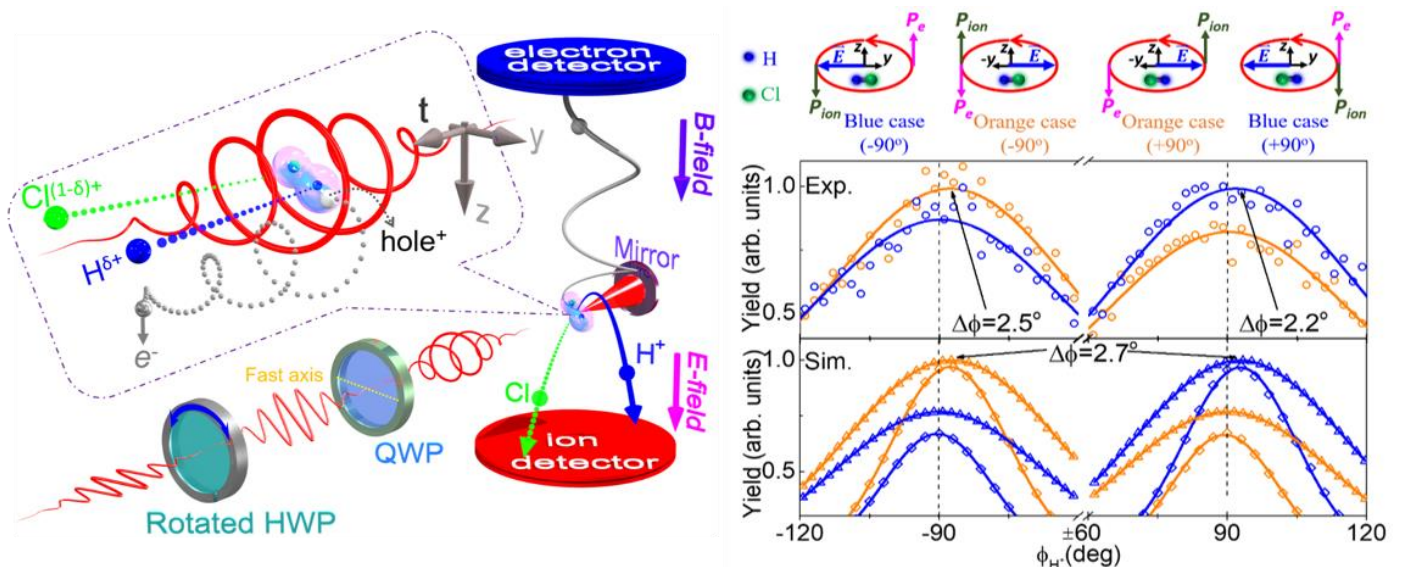 electron
detector
B-field
t
y
z
Cl(1-δ)+
Hδ+
hole+
e-
Mirror
H+
Cl
E-field
ion
detector
Fast axis
QWP
Rotated HWP
H
Cl
Pe
E
z
y
Pion
Blue case
(-90°)
Pion
E
z
-y
Pe
Orange case
(-90°)
Pion
E
z
-y
Pe
Orange case
(+90°)
Pe
E
z
y
Pion
Blue case
(+90°)
Yield (arb. units)
1.0
0.5
Exp.
Δϕ=2.5°
Δϕ=2.2°
Yield (arb. units)
1.0
0.5
Sim.
Δϕ=2.7°
-120
-90
±60
90
120
ϕH+(deg)